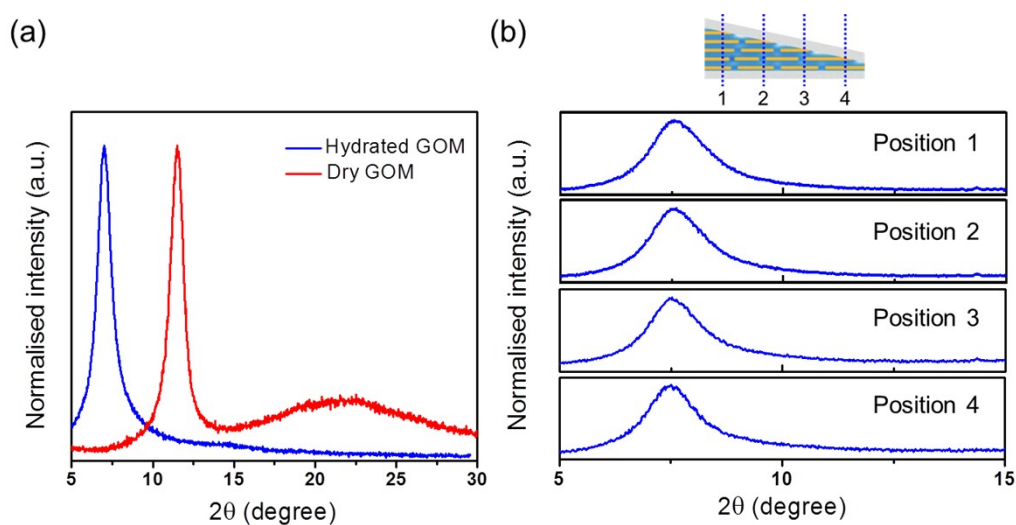 (a)
Normalised intensity (a.u.)
Hydrated GOM
Dry GOM
5 10 15 20 25 30
2θ (degree)
(b)
1 2 3 4
Normalised intensity (a.u.)
Position 1
Position 2
Position 3
Position 4
5 10 15
2θ (degree)